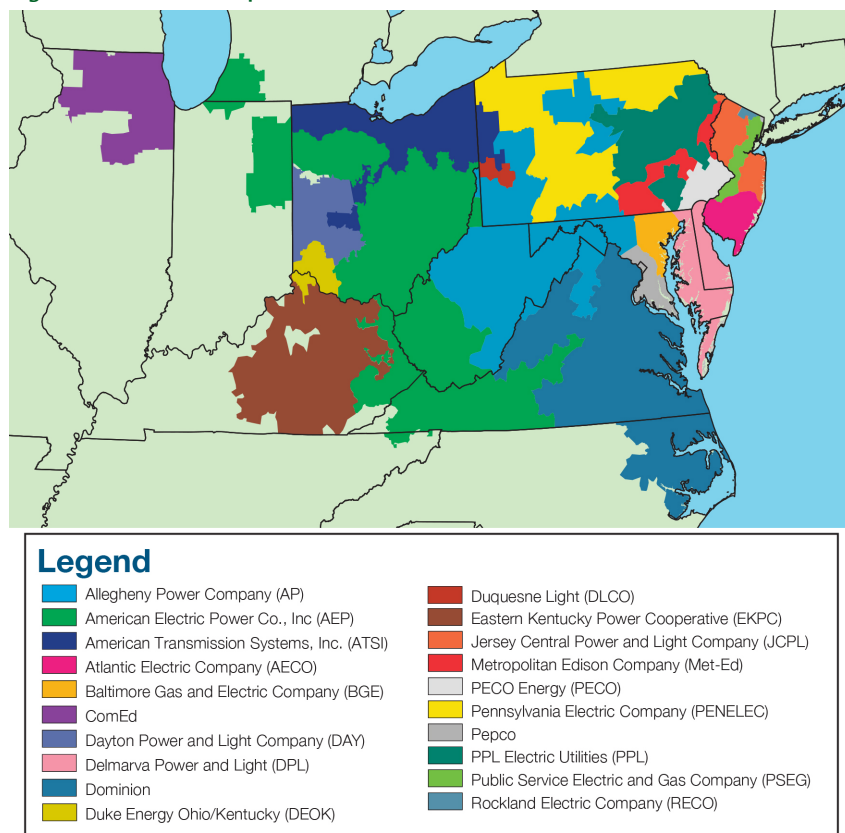 Legend
Allegheny Power Company (AP)
American Electric Power Co., Inc (AEP)
American Transmission Systems, Inc. (ATSI)
Atlantic Electric Company (AECO)
Baltimore Gas and Electric Company (BGE)
ComEd
Dayton Power and Light Company (DAY)
Delmarva Power and Light (DPL)
Dominion
Duke Energy Ohio/Kentucky (DEOK)
Duquesne Light (DLCO)
Eastern Kentucky Power Cooperative (EKPC)
Jersey Central Power and Light Company (JCPL)
Metropolitan Edison Company (Met-Ed)
PECO Energy (PECO)
Pennsylvania Electric Company (PENELEC)
Pepco
PPL Electric Utilities (PPL)
Public Service Electric and Gas Company (PSEG)
Rockland Electric Company (RECO)